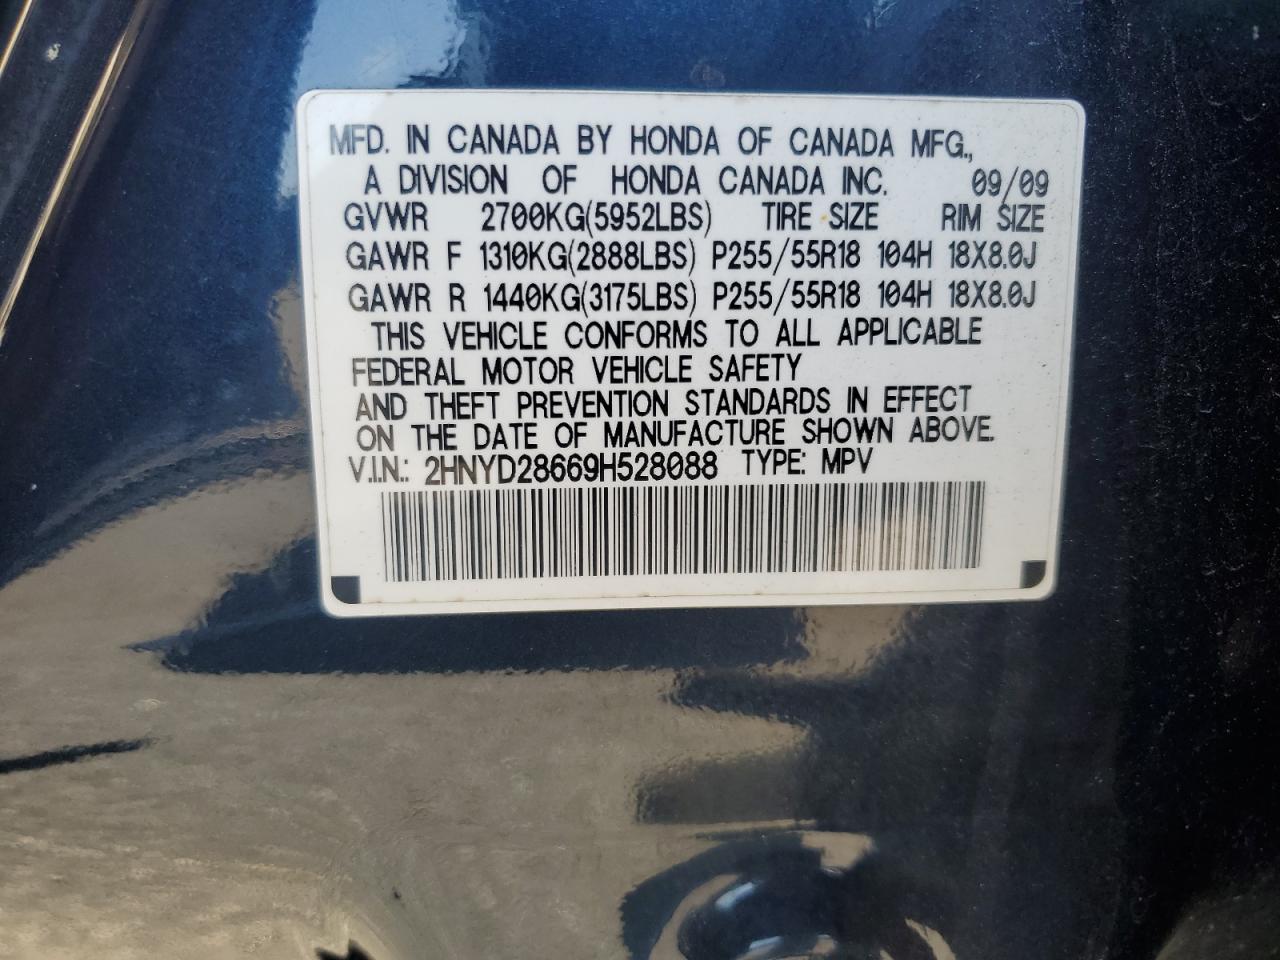 MFD. IN CANADA BY HONDA OF CANADA MFG.,
A DIVISION OF HONDA CANADA INC. 09/09
GVWR 2700KG(5952LBS) TIRE SIZE RIM SIZE
GAWR F 1310KG(2888LBS) P255/55R18 104H 18X8.0J
GAWR R 1440KG(3175LBS) P255/55R18 104H 18X8.0J
THIS VEHICLE CONFORMS TO ALL APPLICABLE
FEDERAL MOTOR VEHICLE SAFETY
AND THEFT PREVENTION STANDARDS IN EFFECT
ON THE DATE OF MANUFACTURE SHOWN ABOVE.
V.I.N.: 2HNYD28669H528088 TYPE: MPV